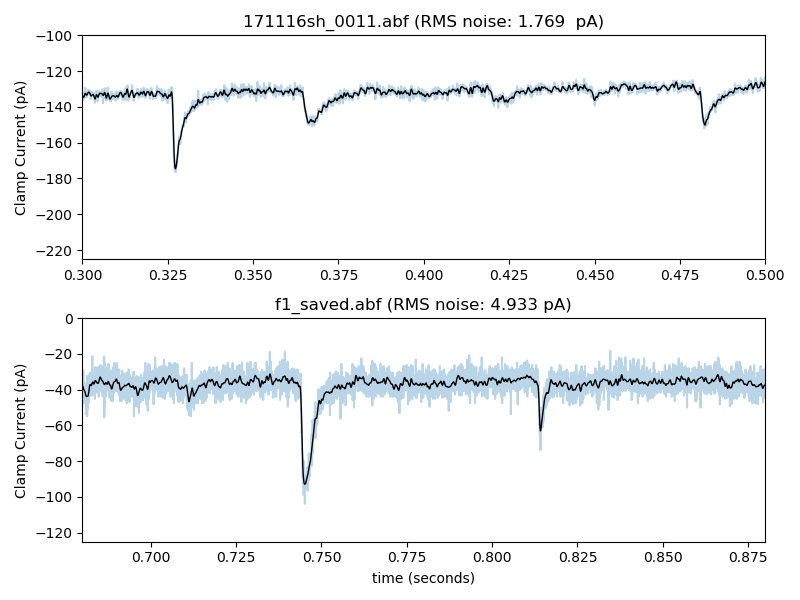 171116sh_0011.abf (RMS noise: 1.769  pA)
Clamp Current (pA)
−100
−120
−140
−160
−180
−200
−220
0.300 0.325 0.350 0.375 0.400 0.425 0.450 0.475 0.500
f1_saved.abf (RMS noise: 4.933 pA)
Clamp Current (pA)
0
−20
−40
−60
−80
−100
−120
0.700 0.725 0.750 0.775 0.800 0.825 0.850 0.875
time (seconds)